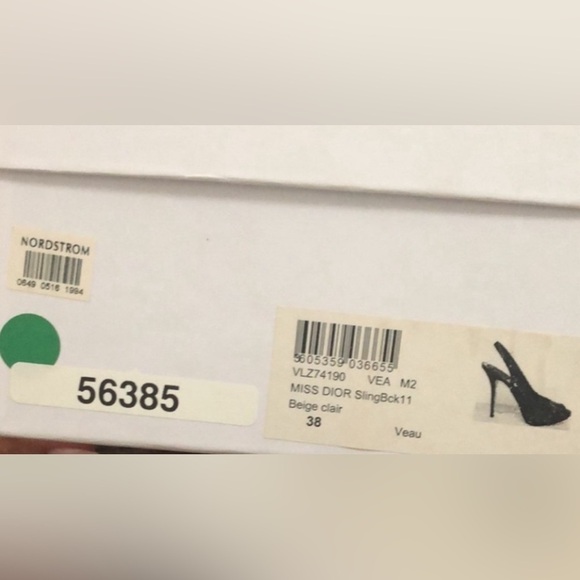 NORDSTROM
0649 0516 1994
56385
5605359 036655
VLZ74190 VEA M2
MISS DIOR SlingBck11
Beige clair
38
Veau